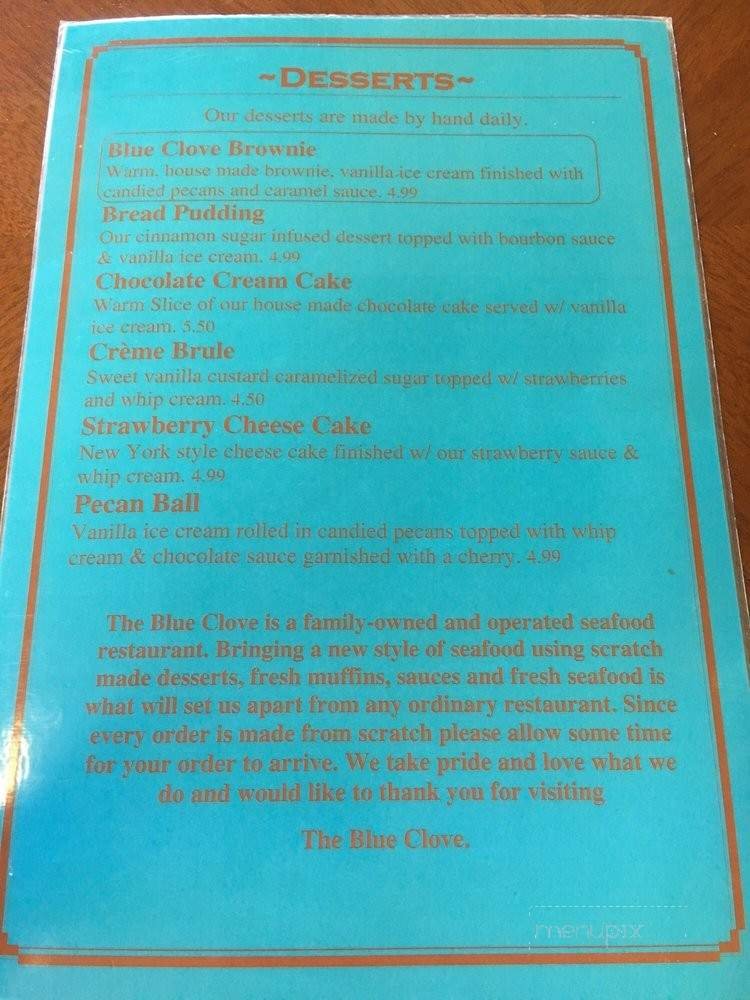 ~DESSERTS~
Our desserts are made by hand daily.
Blue Clove Brownie
Warm, house made brownie, vanilla ice cream finished with
candied pecans and caramel sauce. 4.99
Bread Pudding
Our cinnamon sugar infused dessert topped with bourbon sauce
& vanilla ice cream. 4.99
Chocolate Cream Cake
Warm Slice of our house made chocolate cake served w/ vanilla
ice cream. 5.50
Crème Brule
Sweet vanilla custard caramelized sugar topped w/ strawberries
and whip cream. 4.50
Strawberry Cheese Cake
New York style cheese cake finished w/ our strawberry sauce &
whip cream. 4.99
Pecan Ball
Vanilla ice cream rolled in candied pecans topped with whip
cream & chocolate sauce garnished with a cherry. 4.99
The Blue Clove is a family-owned and operated seafood
restaurant. Bringing a new style of seafood using scratch
made desserts, fresh muffins, sauces and fresh seafood is
what will set us apart from any ordinary restaurant. Since
every order is made from scratch please allow some time
for your order to arrive. We take pride and love what we
do and would like to thank you for visiting
The Blue Clove.
menupix